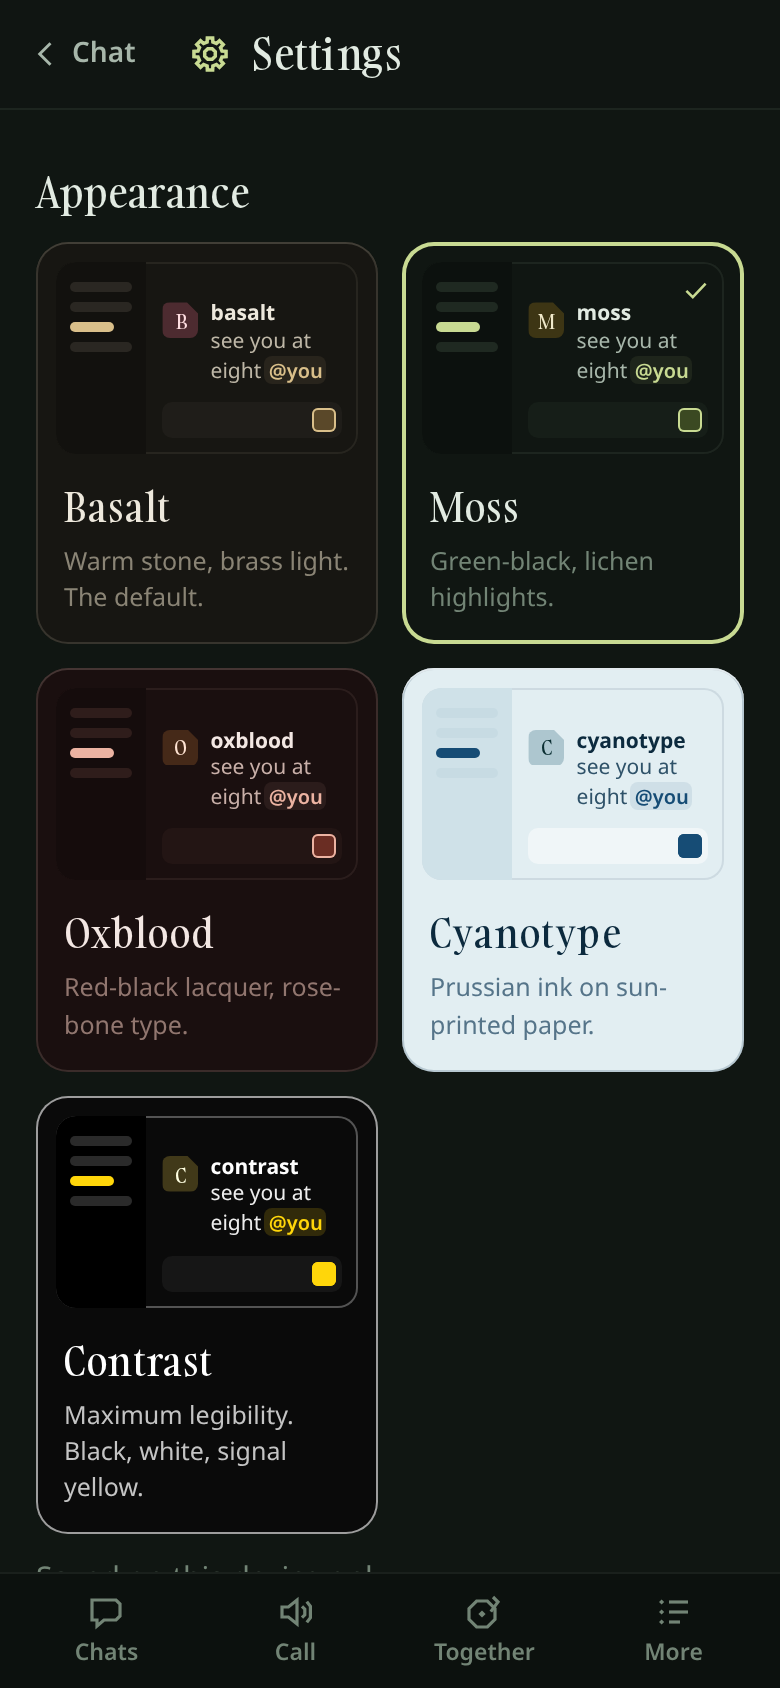 Chat
Settings
Appearance
B
basalt
see you at
eight @you
Basalt
Warm stone, brass light.
The default.
M
moss
see you at
eight @you
Moss
Green-black, lichen
highlights.
O
oxblood
see you at
eight @you
Oxblood
Red-black lacquer, rose-
bone type.
C
cyanotype
see you at
eight @you
Cyanotype
Prussian ink on sun-
printed paper.
C
contrast
see you at
eight @you
Contrast
Maximum legibility.
Black, white, signal
yellow.
Chats
Call
Together
More